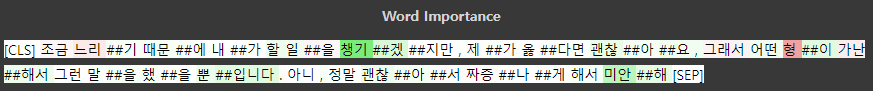 Word Importance
[CLS] 조금 느리 ##기 때문 ##에 내 ##가 할 일 ##을 챙기 ##겠 ##지만 , 제 ##가 옳 ##다면 괜찮 ##아 ##요 , 그래서 어떤 형 ##이 가난
##해서 그런 말 ##을 했 ##을 뿐 ##입니다 . 아니 , 정말 괜찮 ##아 ##서 짜증 ##나 ##게 해서 미안 ##해 [SEP]